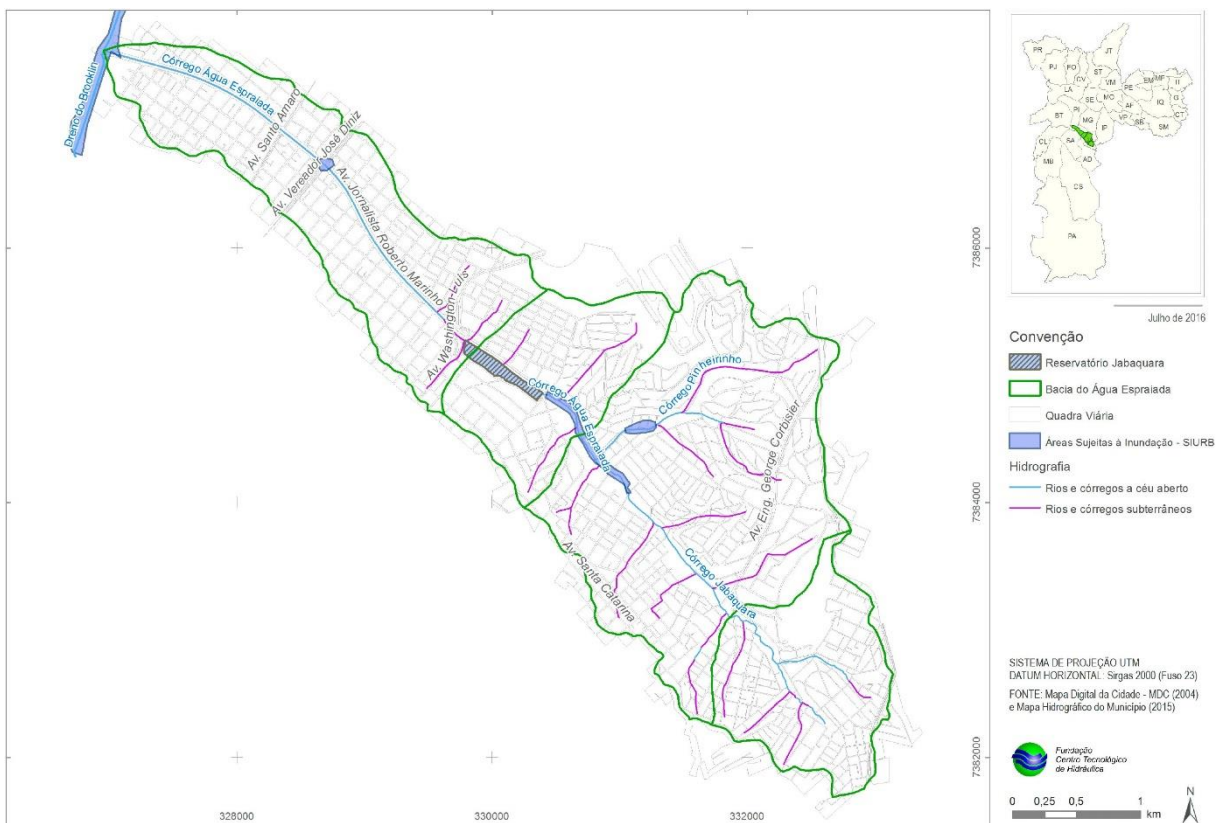 Dreno do Brooklin
Córrego Água Espraiada
Av. Santo Amaro
Av. Vereador José Diniz
Av. Jornalista Roberto Marinho
Av. Washington Luís
Córrego Água Espraiada
Córrego Pinheirinho
Av. Eng. George Corbisier
Córrego Jabaquara
Av. Santa Catarina
328000
330000
332000
7386000
7384000
7382000
PR
PJ
JT
CV
ST
VM
LA
SE
MO
PE
EM
MP
G
IQ
CT
AF
VP
SB
SM
BT
PI
MG
IP
CL
SA
MB
AD
CS
PA
Julho de 2016
Convenção
Reservatório Jabaquara
Bacia do Água Espraiada
Quadra Viária
Áreas Sujeitas à Inundação - SIURB
Hidrografia
Rios e córregos a céu aberto
Rios e córregos subterrâneos
SISTEMA DE PROJEÇÃO UTM
DATUM HORIZONTAL: Sirgas 2000 (Fuso 23)
FONTE: Mapa Digital da Cidade - MDC (2004)
e Mapa Hidrográfico do Município (2015)
Fundação
Centro Tecnológico
de Hidráulica
0 0,25 0,5 1
km
N